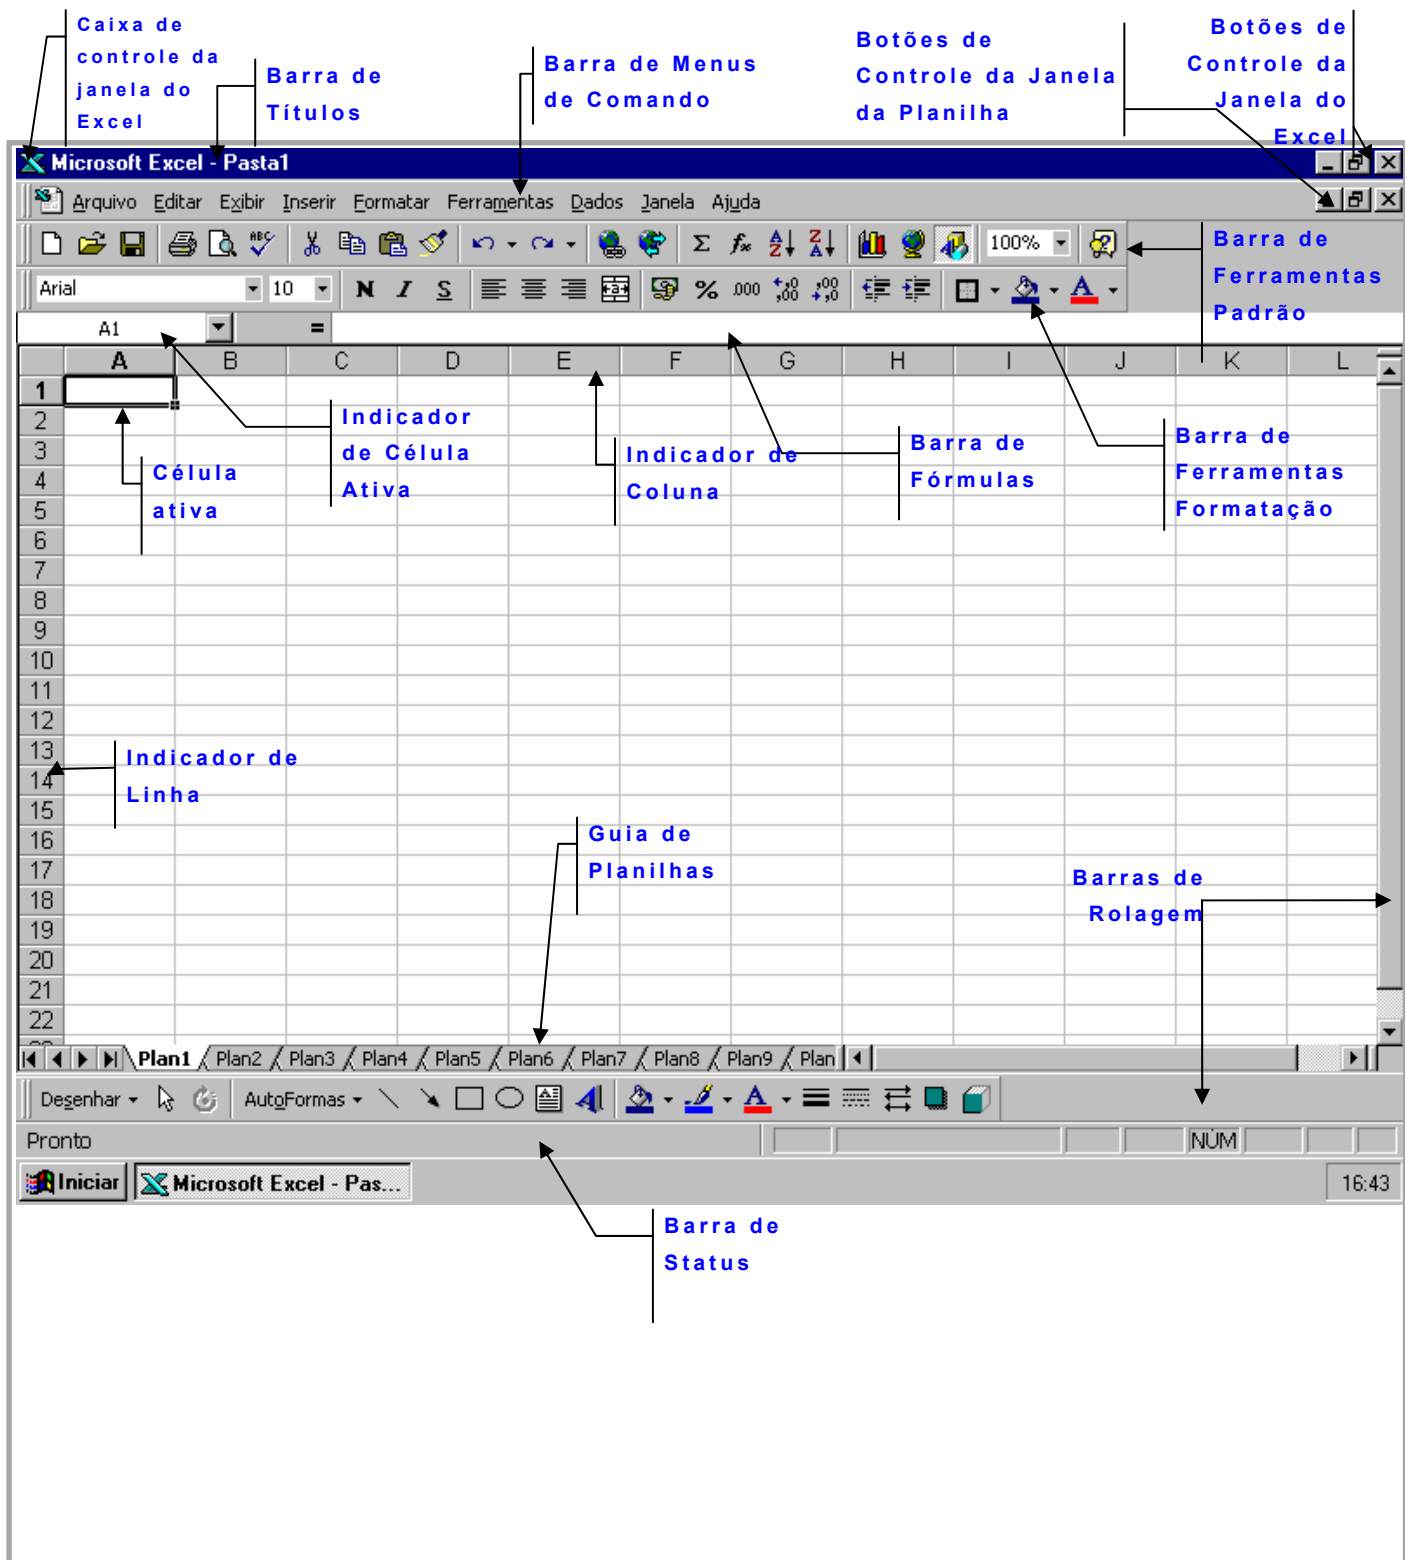 Caixa de
controle da
janela do
Excel
Barra de
Títulos
Barra de Menus
de Comando
Botões de
Controle da Janela
da Planilha
Botões de
Controle da
Janela do
Excel
Microsoft Excel - Pasta1
Arquivo Editar Exibir Inserir Formatar Ferramentas Dados Janela Ajuda
ABC Σ fx A Z Z A 100%
Barra de
Ferramentas
Padrão
Arial 10 N I S a % 000 ,0 ,00 ,00 ,0 A
A1 =
A B C D E F G H I J K L
1
2
3
4
5
6
7
8
9
10
11
12
13
14
15
16
17
18
19
20
21
22
Célula
ativa
Indicador
de Célula
Ativa
Indicador de
Coluna
Barra de
Fórmulas
Barra de
Ferramentas
Formatação
Indicador de
Linha
Guia de
Planilhas
Barras de
Rolagem
Plan1 Plan2 Plan3 Plan4 Plan5 Plan6 Plan7 Plan8 Plan9 Plan
Desenhar AutoFormas A A A
Pronto NÚM
Iniciar Microsoft Excel - Pas... 16:43
Barra de
Status